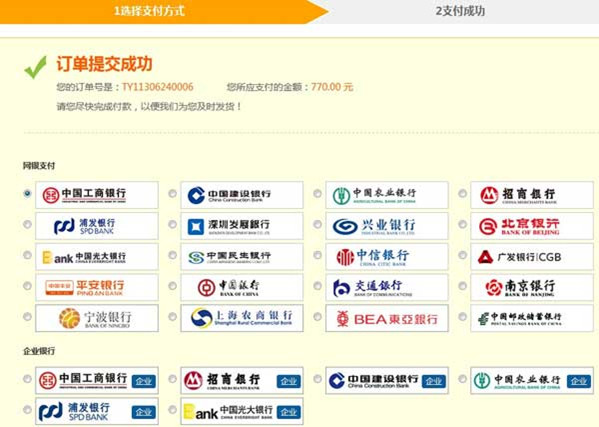 1选择支付方式 2支付成功
订单提交成功
您的订单号是：TY11306240006 您所应支付的金额：770.00 元
请您尽快完成付款，以便我们为您及时发货！
网银支付
中国工商银行 中国建设银行 China Construction Bank 中国农业银行 AGRICULTURAL BANK OF CHINA 招商银行 CHINA MERCHANTS BANK
浦发银行 SPD BANK 深圳发展银行 兴业银行 INDUSTRIAL BANK CO.,LTD. 北京银行 BANK OF BEIJING
Bank 中国光大银行 CHINA EVERBRIGHT BANK 中国民生银行 中信银行 CHINA CITIC BANK 广发银行|CGB
中国平安 平安银行 PING AN BANK 中国银行 BANK OF CHINA 交通银行 BANK OF COMMUNICATIONS 南京银行 BANK OF NANJING
宁波银行 BANK OF NINGBO 上海农商银行 Shanghai Rural Commercial Bank BEA東亞銀行 中国邮政储蓄银行 POSTAL SAVINGS BANK OF CHINA
企业银行
中国工商银行 企业 招商银行 CHINA MERCHANTS BANK 企业 中国建设银行 China Construction Bank 企业 中国农业银行 AGRICULTURAL BANK OF CHINA 企业
浦发银行 SPD BANK 企业 Bank 中国光大银行 CHINA EVERBRIGHT BANK 企业